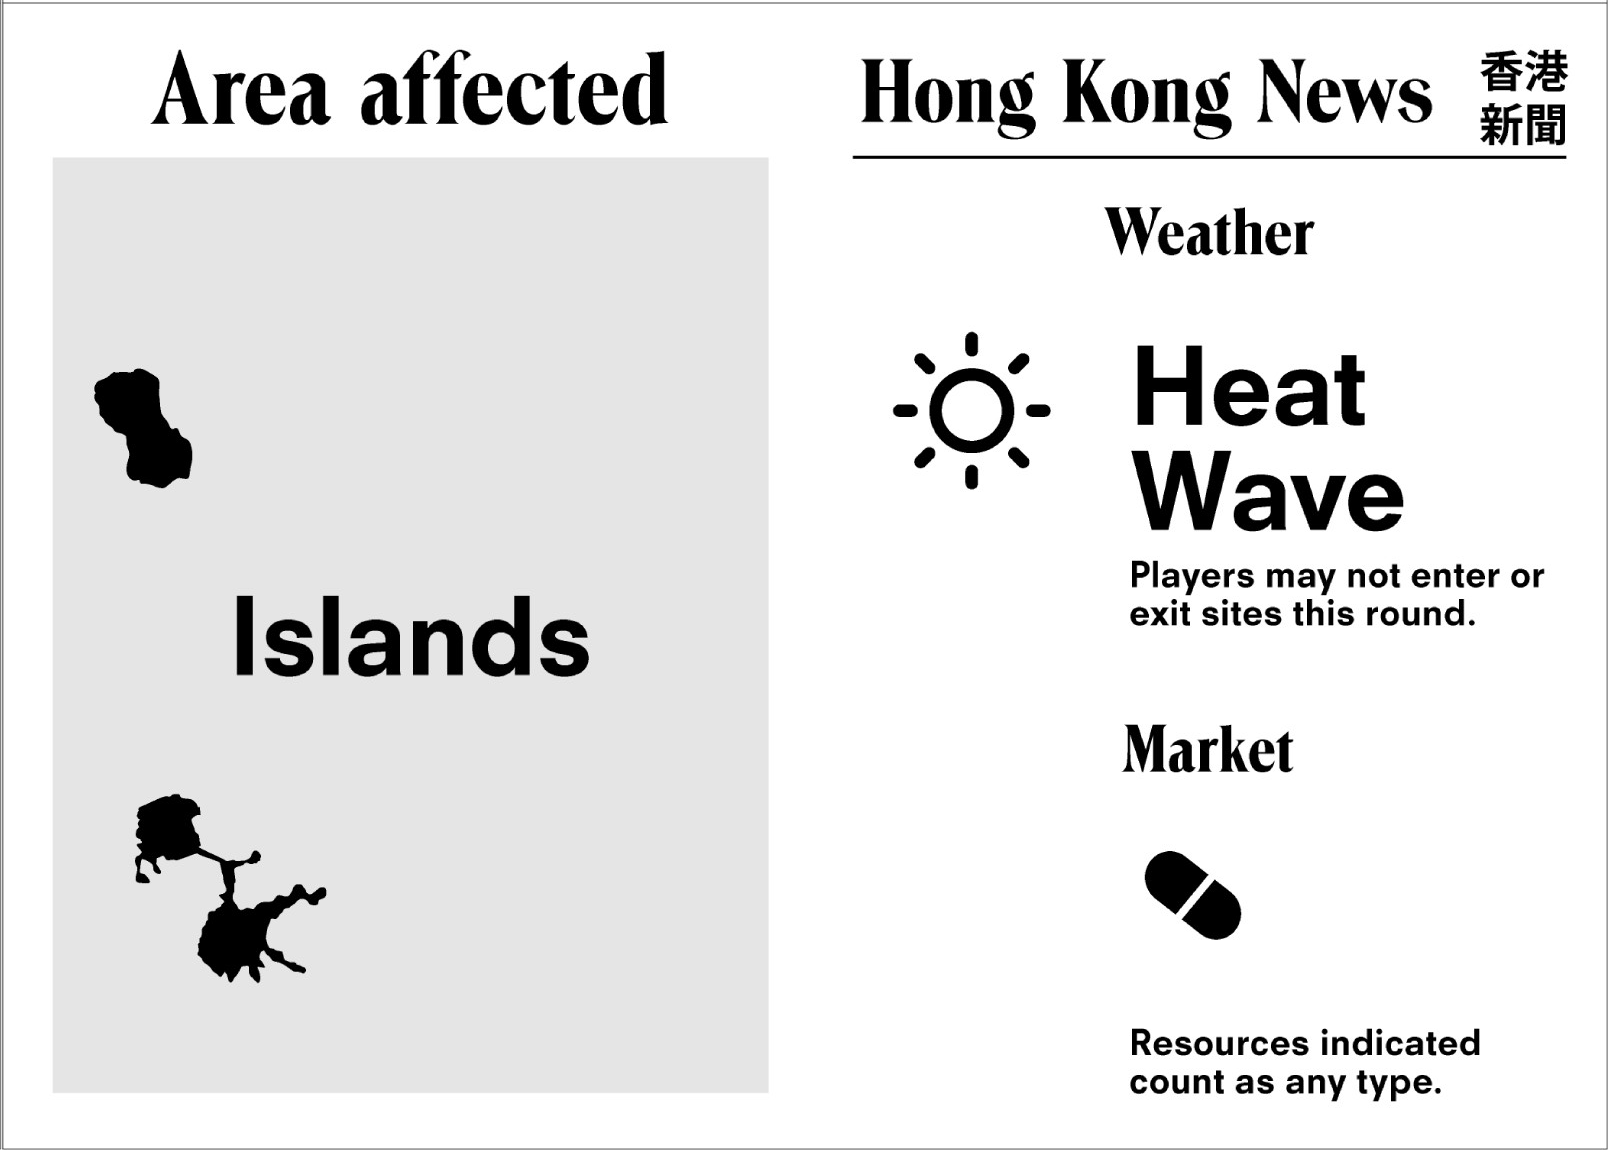 Area affected
Islands
Hong Kong News
香港
新聞
Weather
Heat
Wave
Players may not enter or
exit sites this round.
Market
Resources indicated
count as any type.